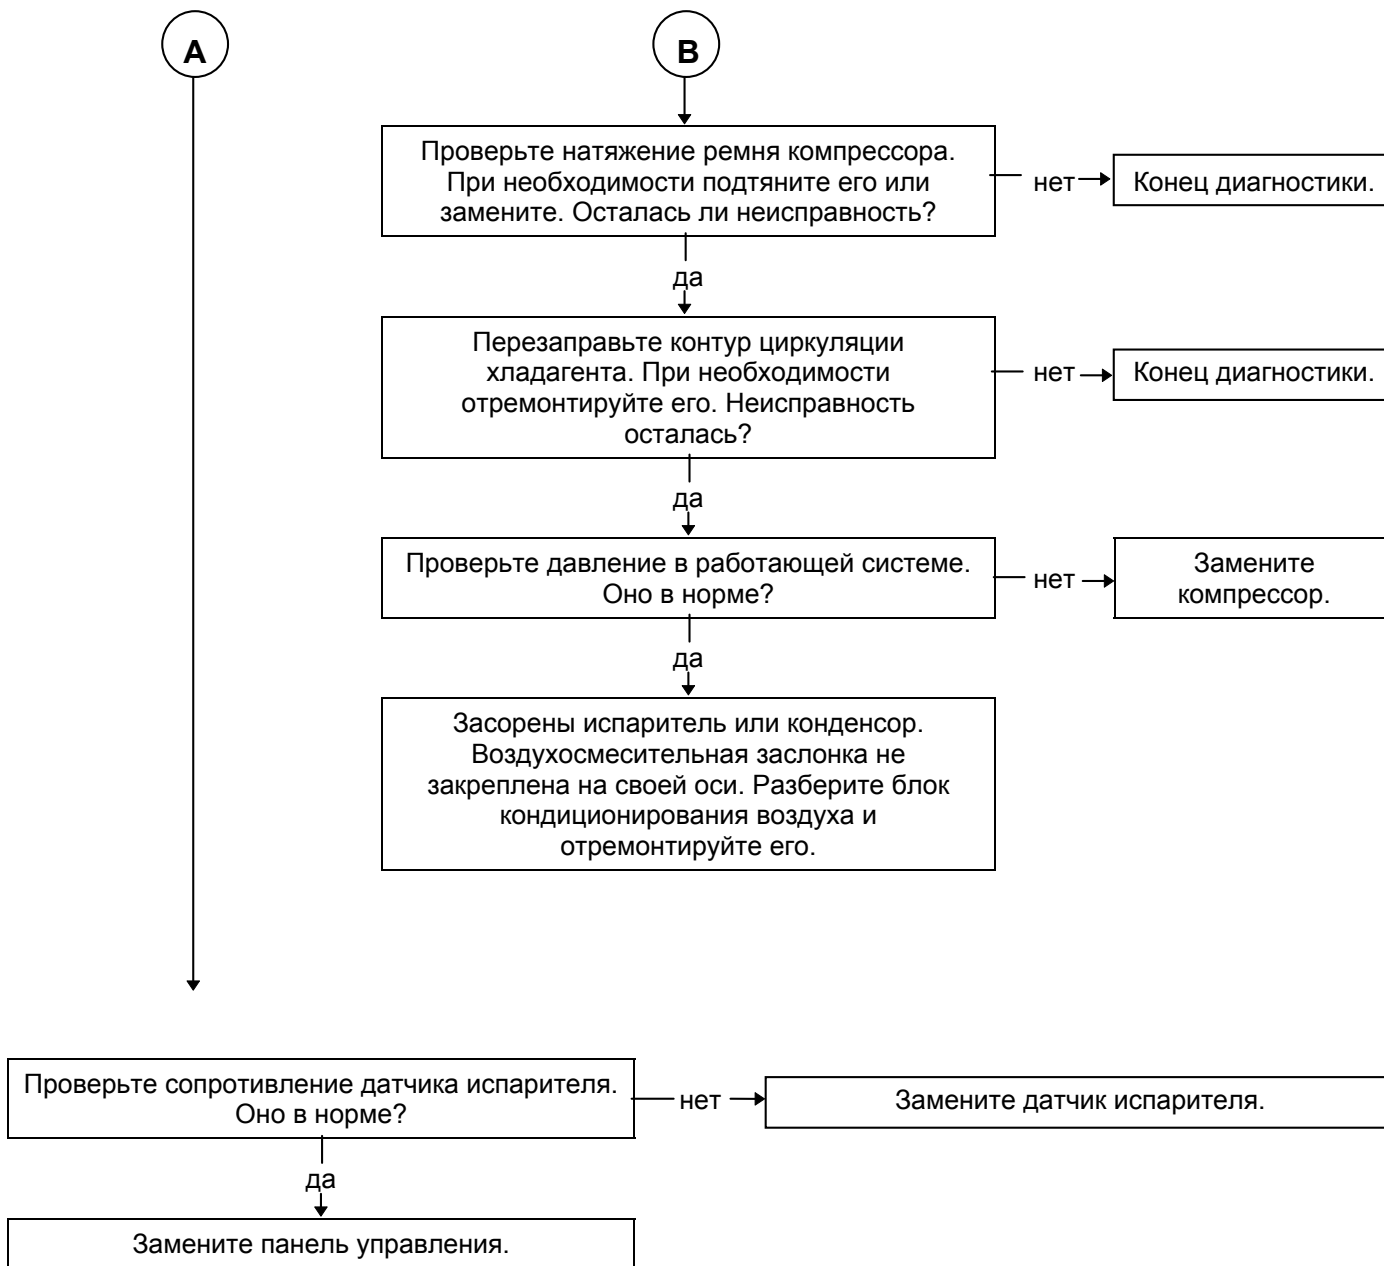 A
B
Проверьте натяжение ремня компрессора.
При необходимости подтяните его или
замените. Осталась ли неисправность?
нет
Конец диагностики.
да
Перезаправьте контур циркуляции
хладагента. При необходимости
отремонтируйте его. Неисправность
осталась?
нет
Конец диагностики.
да
Проверьте давление в работающей системе.
Оно в норме?
нет
Замените
компрессор.
да
Засорены испаритель или конденсор.
Воздухосмесительная заслонка не
закреплена на своей оси. Разберите блок
кондиционирования воздуха и
отремонтируйте его.
Проверьте сопротивление датчика испарителя.
Оно в норме?
нет
Замените датчик испарителя.
да
Замените панель управления.